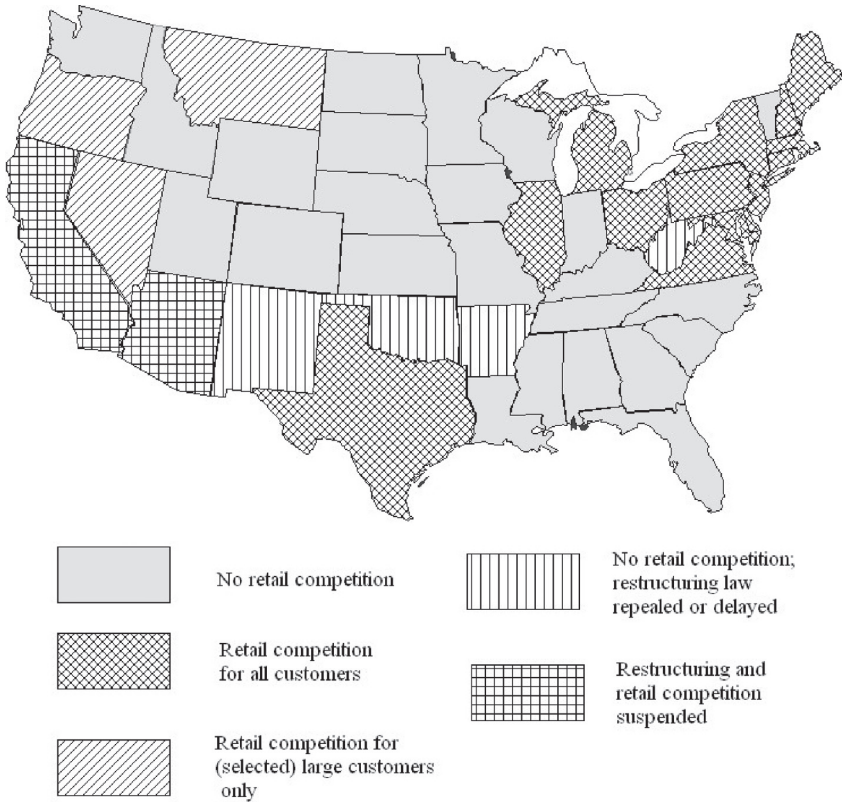 No retail competition
Retail competition
for all customers
Retail competition for
(selected) large customers
only
No retail competition;
restructuring law
repealed or delayed
Restructuring and
retail competition
suspended